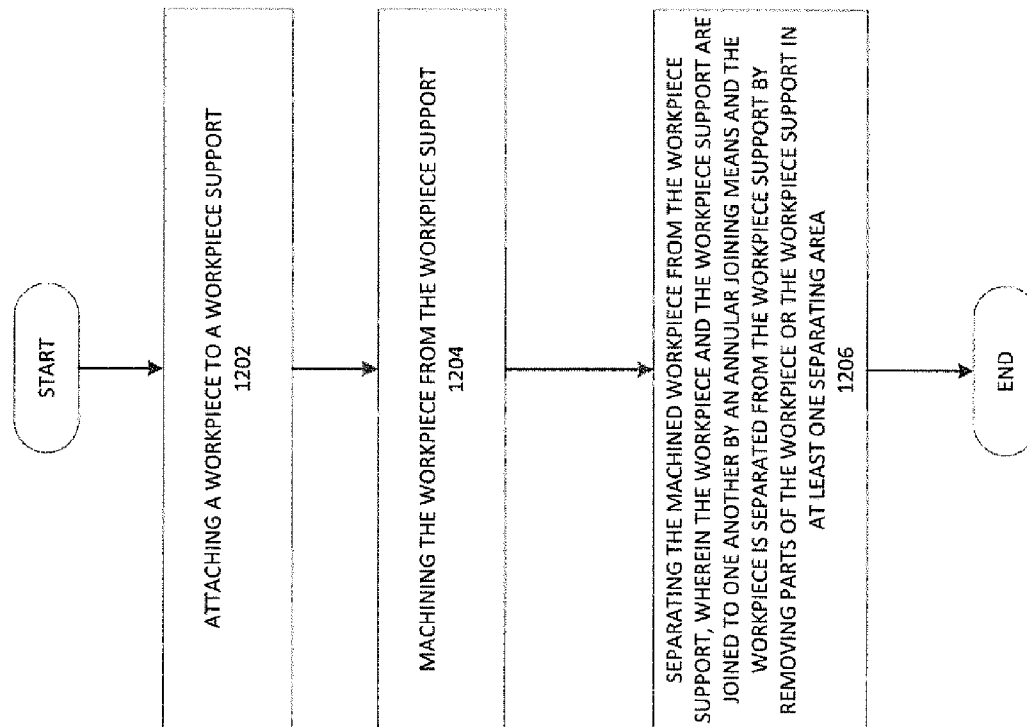 START
ATTACHING A WORKPIECE TO A WORKPIECE SUPPORT
1202
MACHINING THE WORKPIECE FROM THE WORKPIECE SUPPORT
1204
SEPARATING THE MACHINED WORKPIECE FROM THE WORKPIECE
SUPPORT, WHEREIN THE WORKPIECE AND THE WORKPIECE SUPPORT ARE
JOINED TO ONE ANOTHER BY AN ANNULAR JOINING MEANS AND THE
WORKPIECE IS SEPARATED FROM THE WORKPIECE SUPPORT BY
REMOVING PARTS OF THE WORKPIECE OR THE WORKPIECE SUPPORT IN
AT LEAST ONE SEPARATING AREA
1206
END